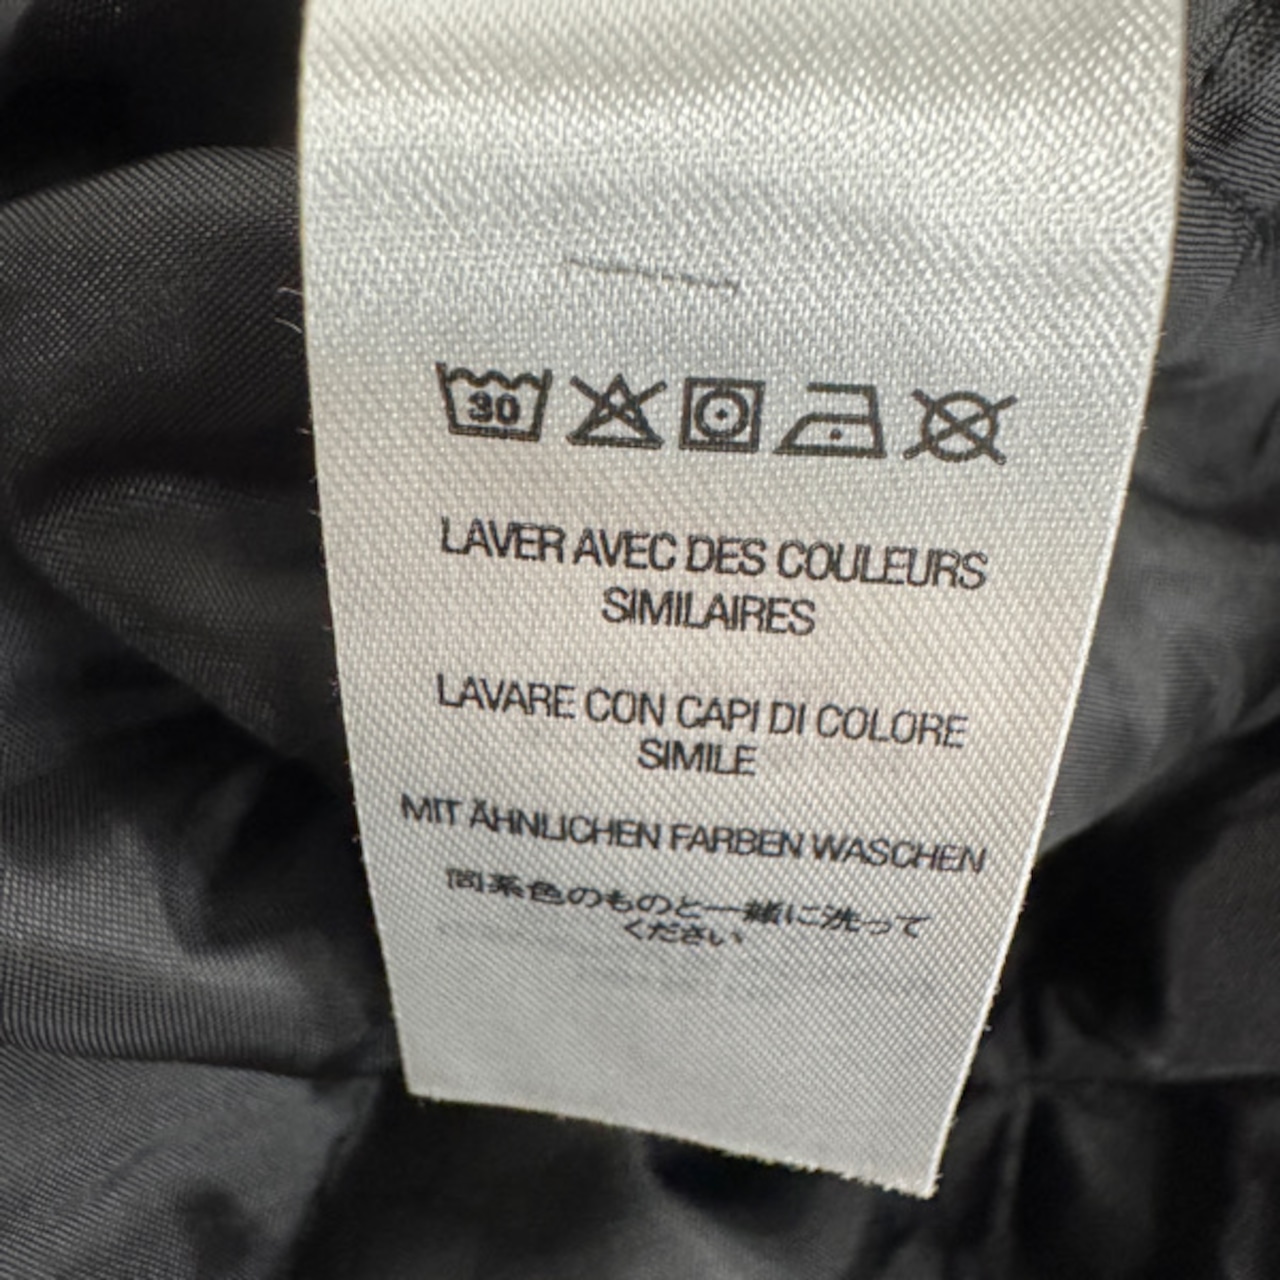 30
LAVER AVEC DES COULEURS
SIMILAIRES
LAVARE CON CAPI DI COLORE
SIMILE
MIT ÄHNLICHEN FARBEN WASCHEN
同系色のものと一緒に洗って
ください